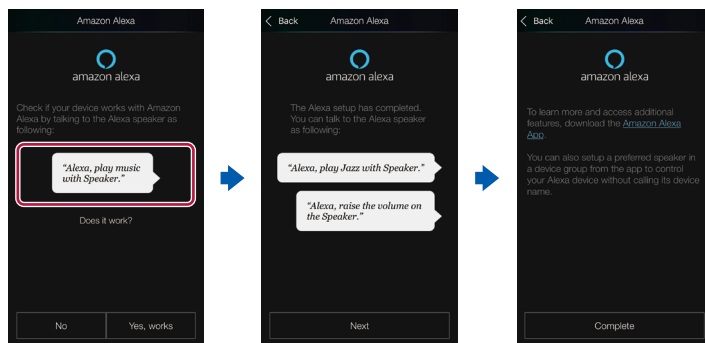 Amazon Alexa
amazon alexa
Check if your device works with Amazon
Alexa by talking to the Alexa speaker as
following:
“Alexa, play music
with Speaker.”
Does it work?
No
Yes, works
Back
Amazon Alexa
amazon alexa
The Alexa setup has completed.
You can talk to the Alexa speaker
as following:
“Alexa, play Jazz with Speaker.”
“Alexa, raise the volume on
the Speaker.”
Next
Back
Amazon Alexa
amazon alexa
To learn more and access additional
features, download the Amazon Alexa
App.
You can also setup a preferred speaker in
a device group from the app to control
your Alexa device without calling its device
name.
Complete